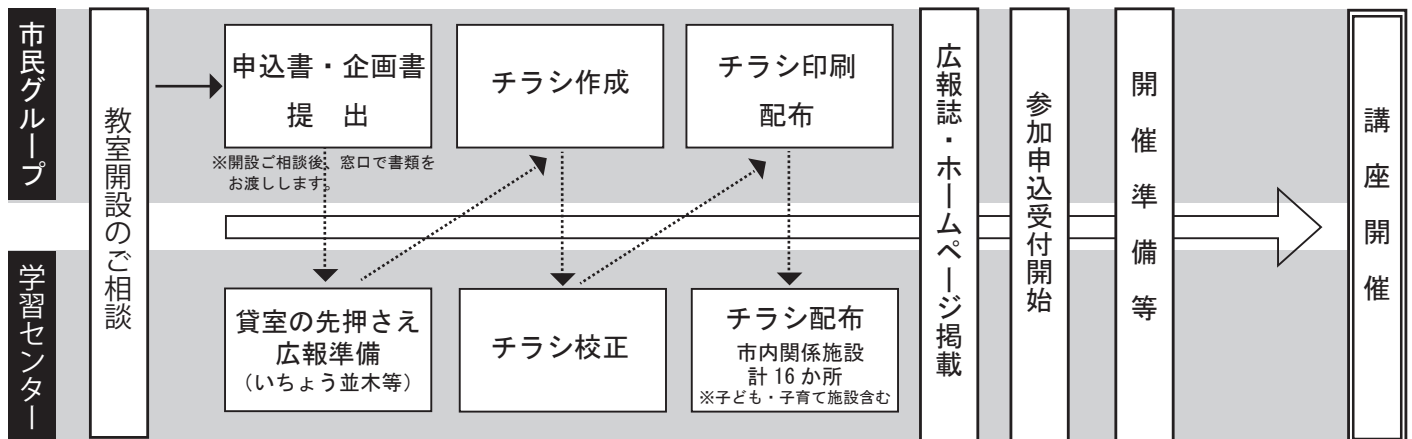 市民グループ
学習センター
教室開設のご相談
申込書・企画書
提　出
※開設ご相談後、窓口で書類を
お渡しします。
貸室の先押さえ
広報準備
（いちょう並木等）
チラシ作成
チラシ校正
チラシ印刷
配布
チラシ配布
市内関係施設
計 16 か所
※子ども・子育て施設含む
広報誌・ホームページ掲載
参加申込受付開始
開催準備等
講座開催